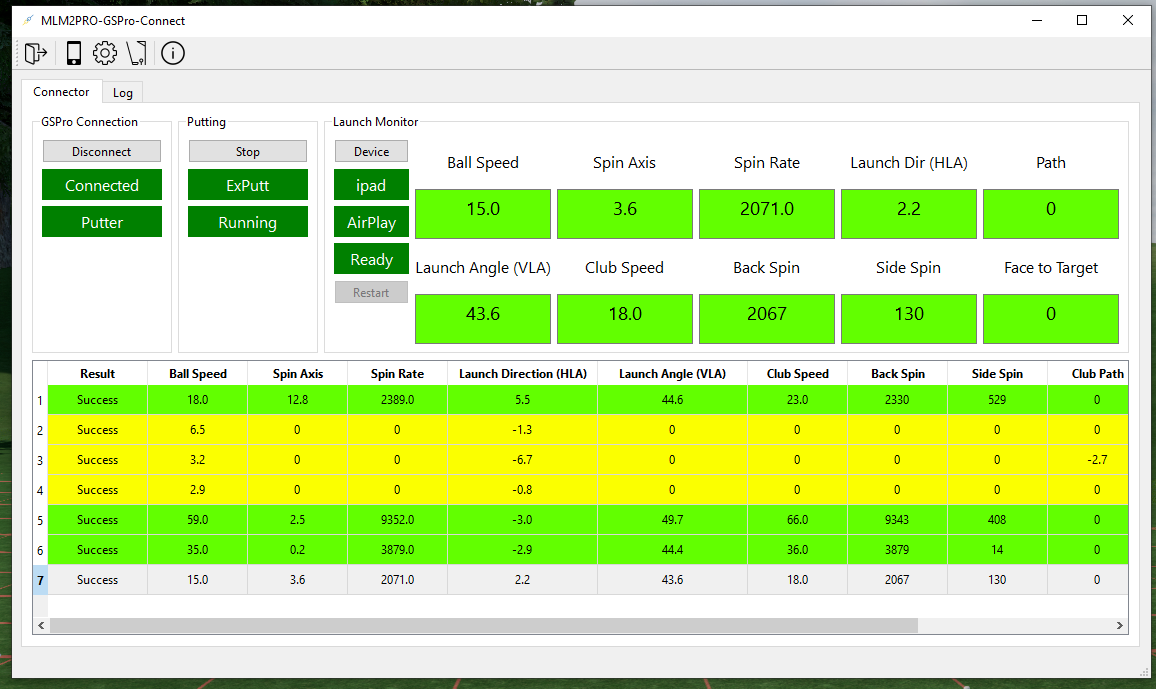 MLM2PRO-GSPro-Connect
Connector Log
GSPro Connection Putting Launch Monitor
Disconnect Stop Device
Connected ExPutt ipad
Putter Running AirPlay
Ready
Restart
Ball Speed Spin Axis Spin Rate Launch Dir (HLA) Path
15.0 3.6 2071.0 2.2 0
Launch Angle (VLA) Club Speed Back Spin Side Spin Face to Target
43.6 18.0 2067 130 0
Result Ball Speed Spin Axis Spin Rate Launch Direction (HLA) Launch Angle (VLA) Club Speed Back Spin Side Spin Club Path
1 Success 18.0 12.8 2389.0 5.5 44.6 23.0 2330 529 0
2 Success 6.5 0 0 -1.3 0 0 0 0 0
3 Success 3.2 0 0 -6.7 0 0 0 0 -2.7
4 Success 2.9 0 0 -0.8 0 0 0 0 0
5 Success 59.0 2.5 9352.0 -3.0 49.7 66.0 9343 408 0
6 Success 35.0 0.2 3879.0 -2.9 44.4 36.0 3879 14 0
7 Success 15.0 3.6 2071.0 2.2 43.6 18.0 2067 130 0